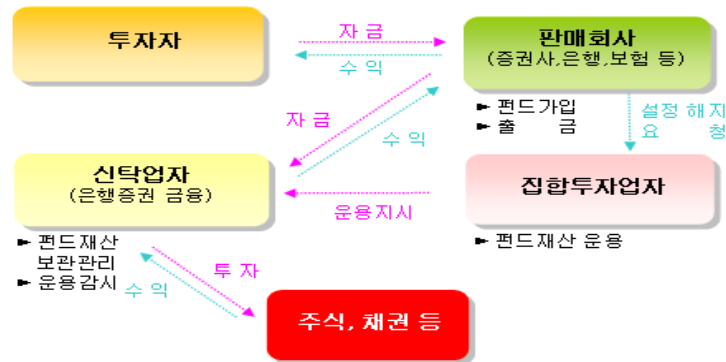 투자자
자 금
수 익
판매회사
(증권사,은행,보험 등)
► 펀드가입
► 출 금
설정 해지
요 청
자 금
수 익
신탁업자
(은행증권 금융)
운용지시
집합투자업자
► 펀드재산
보관관리
► 운용감시
► 펀드재산 운용
투 자
수 익
주식, 채권 등